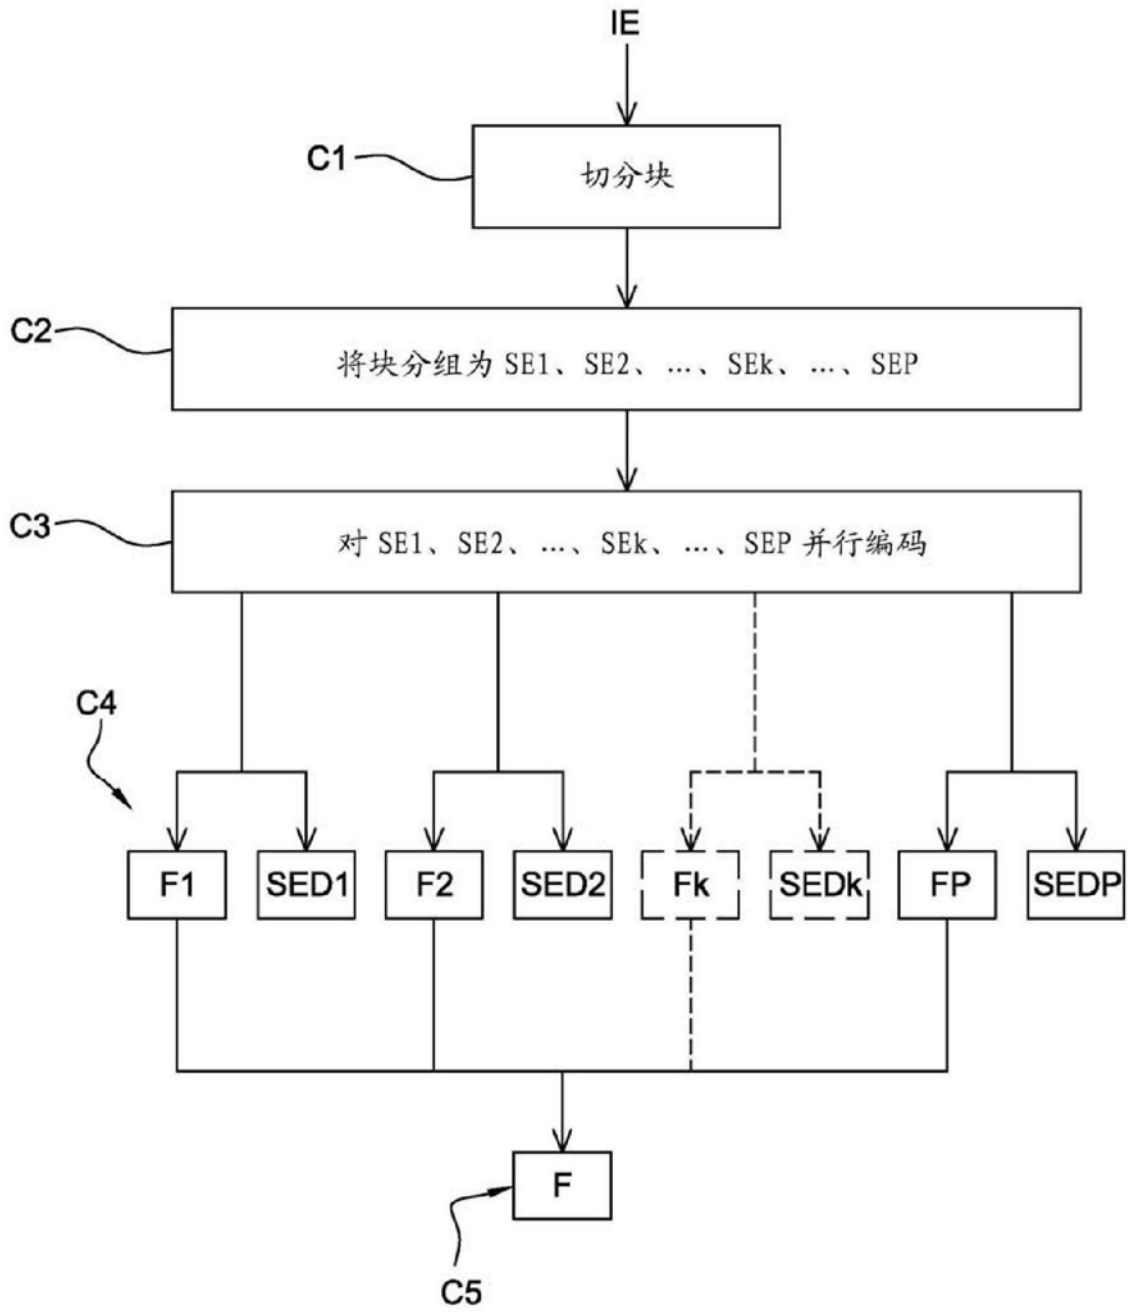 IE
C1
切分块
C2
将块分组为 SE1、SE2、…、SEk、…、SEP
C3
对 SE1、SE2、…、SEk、…、SEP 并行编码
C4
F1 SED1 F2 SED2 Fk SEDk FP SEDP
F
C5